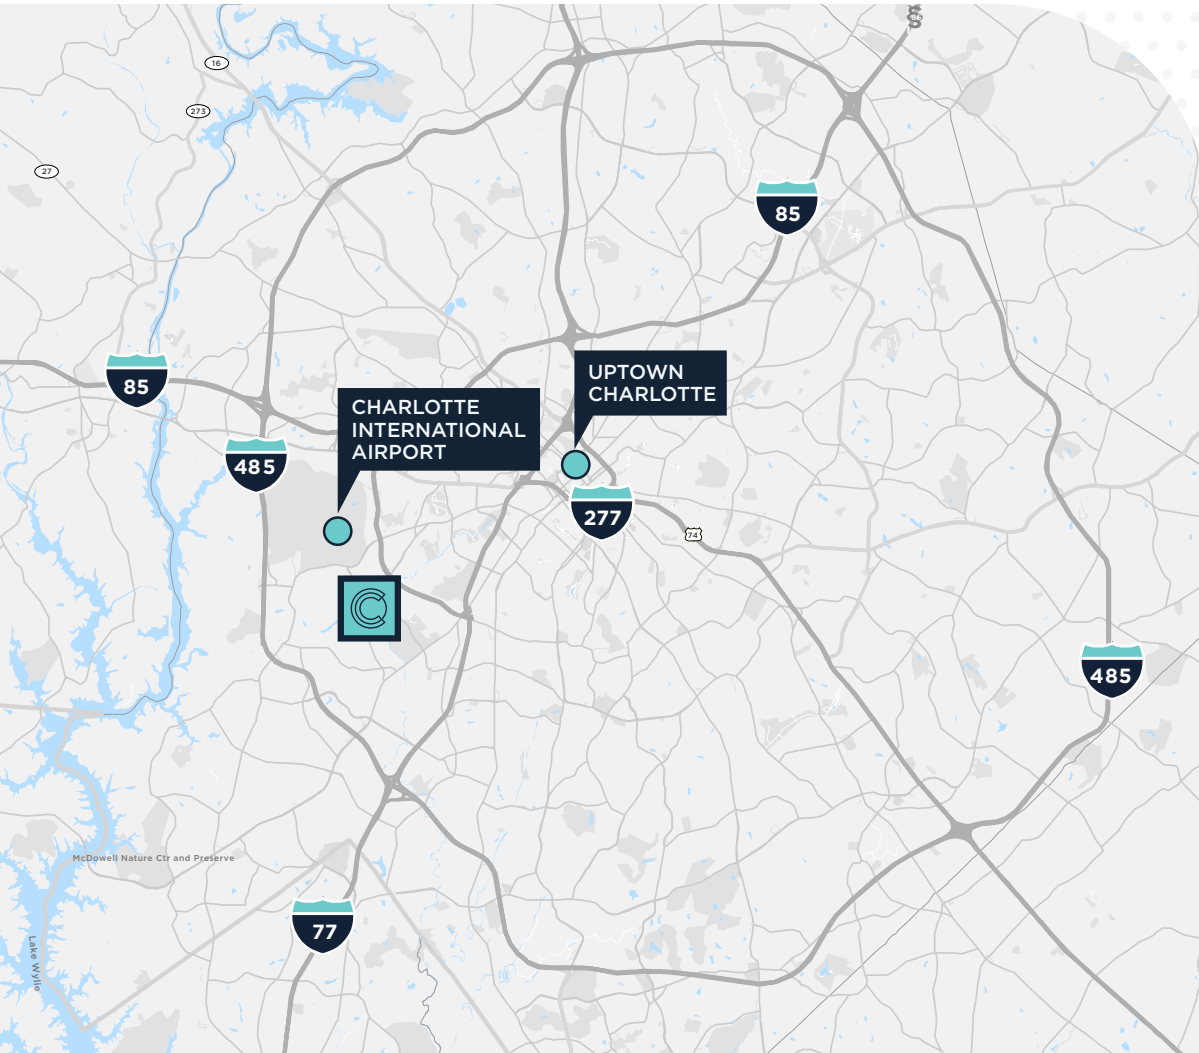 16
273
27
85
85
UPTOWN
CHARLOTTE
CHARLOTTE
INTERNATIONAL
AIRPORT
485
277
74
485
McDowell Nature Ctr and Preserve
77
Lake Wylie